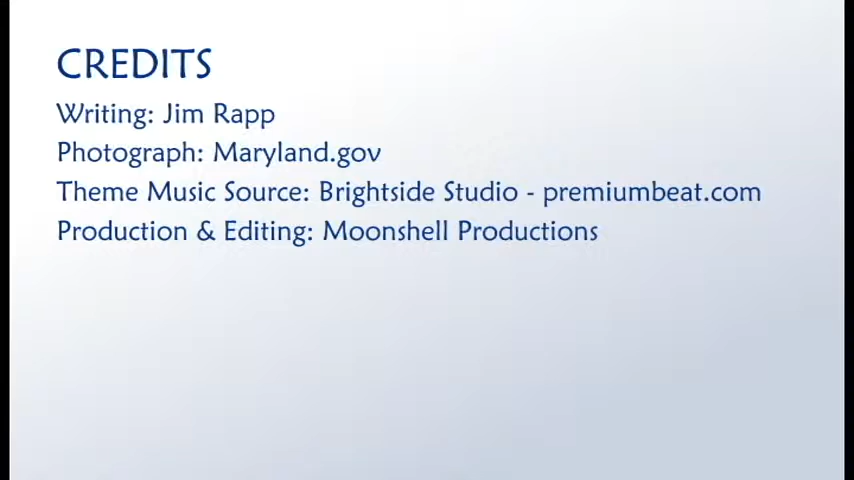 CREDITS
Writing: Jim Rapp
Photograph: Maryland.gov
Theme Music Source: Brightside Studio - premiumbeat.com
Production & Editing: Moonshell Productions